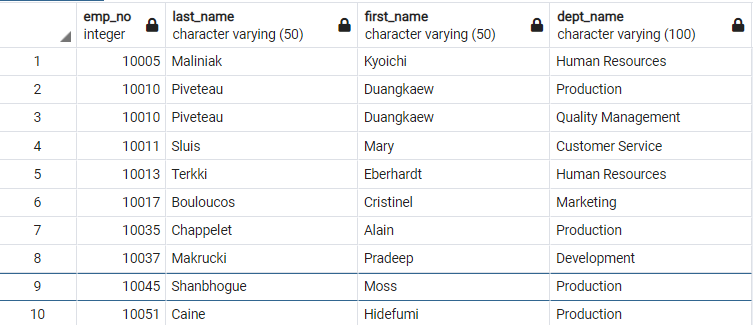 emp_no last_name first_name dept_name
integer character varying (50) character varying (50) character varying (100)
1 10005 Maliniak Kyoichi Human Resources
2 10010 Piveteau Duangkaew Production
3 10010 Piveteau Duangkaew Quality Management
4 10011 Sluis Mary Customer Service
5 10013 Terkki Eberhardt Human Resources
6 10017 Bouloucos Cristinel Marketing
7 10035 Chappelet Alain Production
8 10037 Makrucki Pradeep Development
9 10045 Shanbhogue Moss Production
10 10051 Caine Hidefumi Production